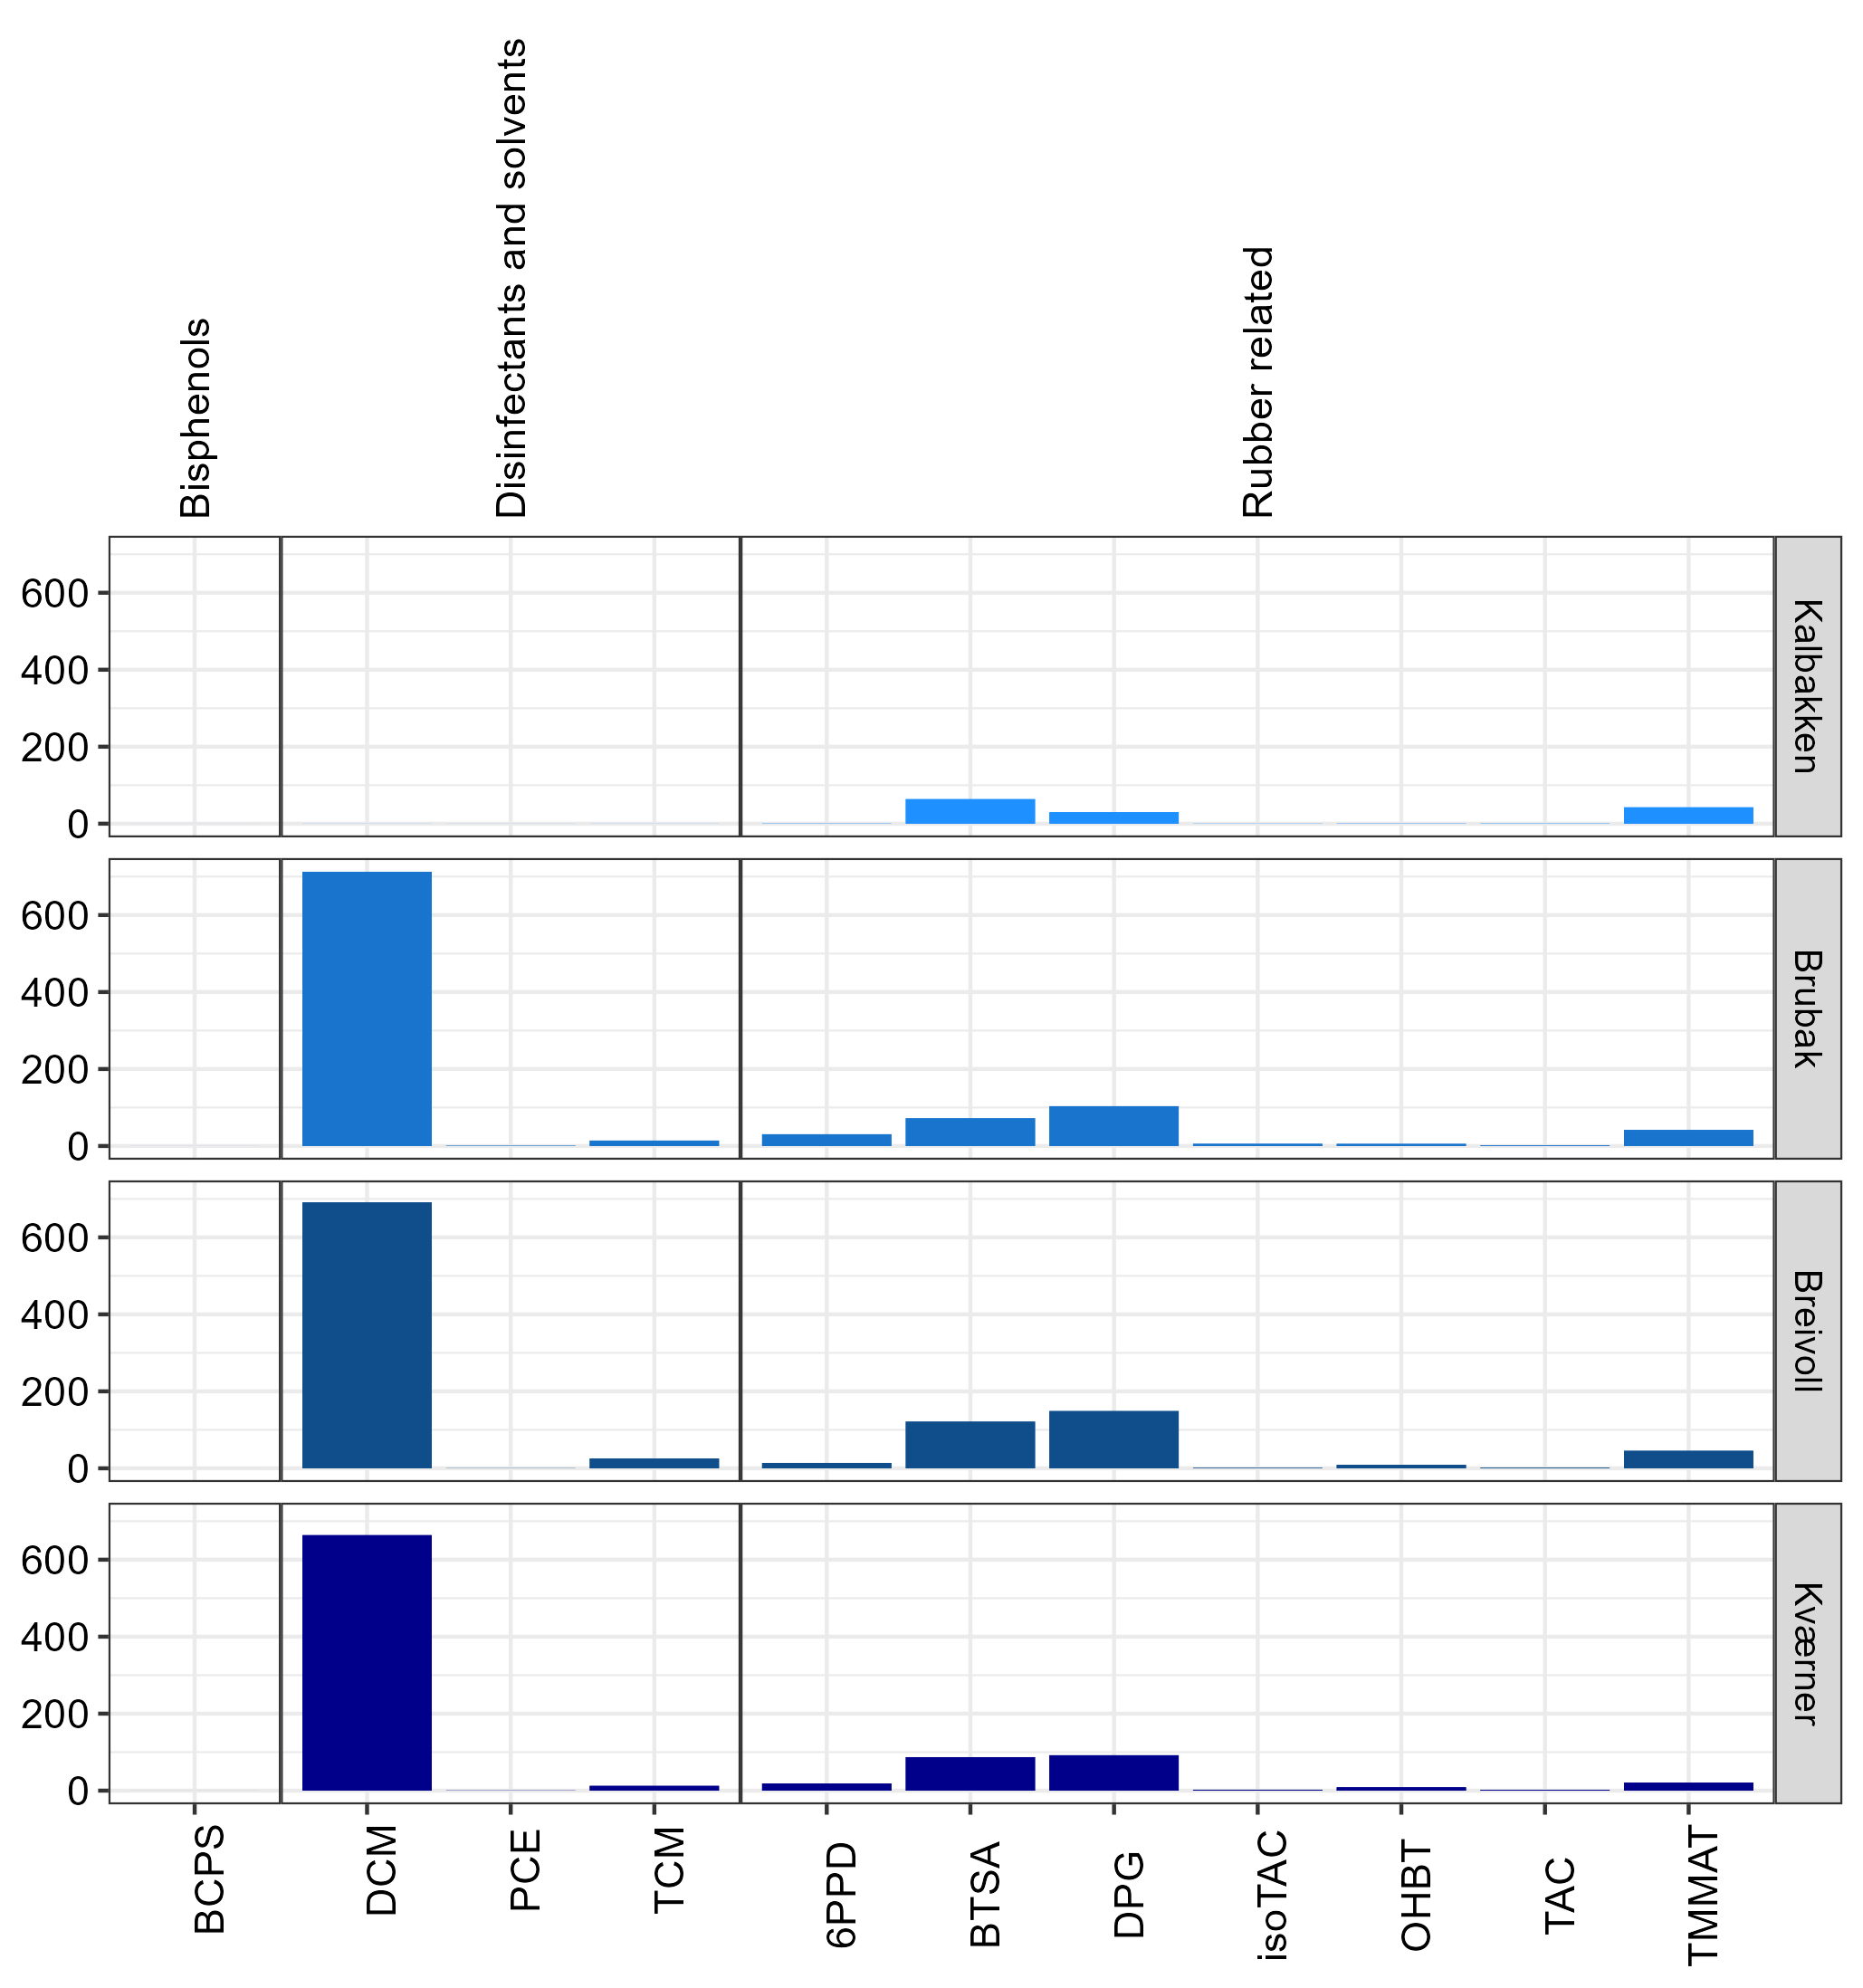 Bisphenols
Disinfectants and solvents
Rubber related
600
400
200
0
Kalbakken
600
400
200
0
Brubak
600
400
200
0
Breivoll
600
400
200
0
Kværner
BCPS
DCM
PCE
TCM
6PPD
BTSA
DPG
isoTAC
OHBT
TAC
TMMAT